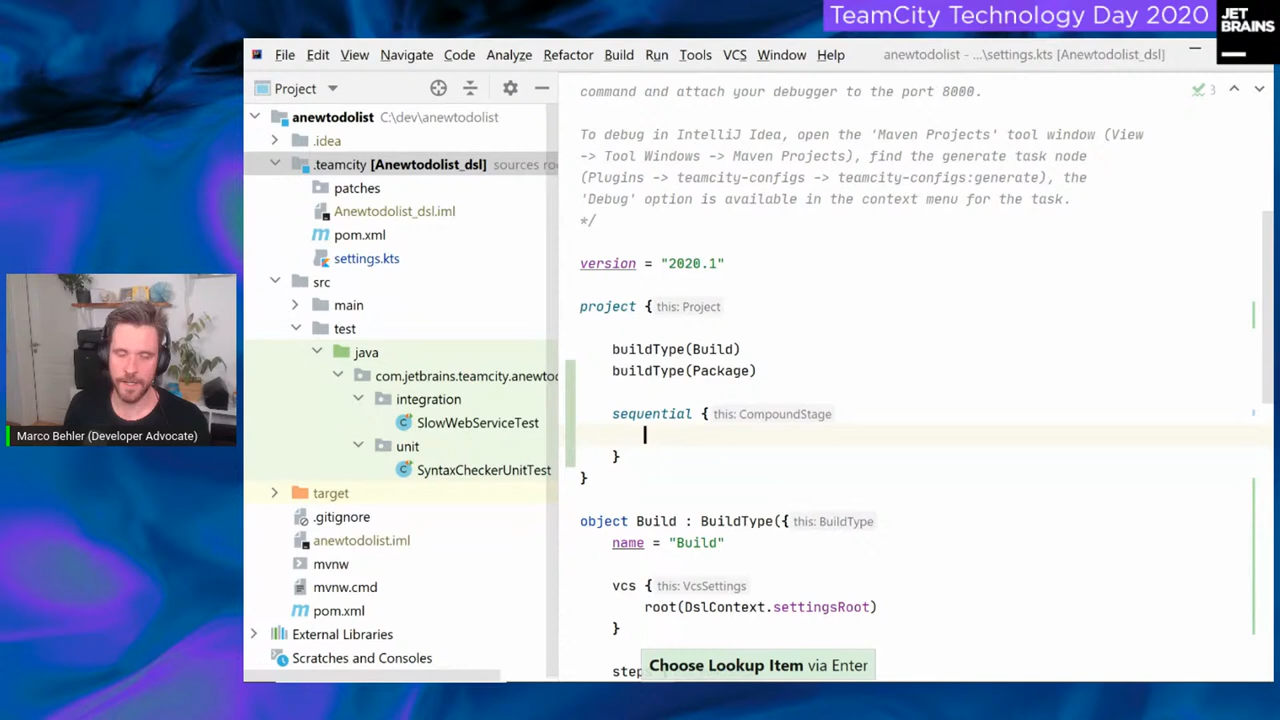 TeamCity Technology Day 2020
JET
BRAINS
File Edit View Navigate Code Analyze Refactor Build Run Tools VCS Window Help anewtodolist - ...\settings.kts [Anewtodolist_dsl]
Project
anewtodolist C:\dev\anewtodolist
.idea
.teamcity [Anewtodolist_dsl] sources ro
patches
Anewtodolist_dsl.iml
pom.xml
settings.kts
src
main
test
java
com.jetbrains.teamcity.anewtod
integration
SlowWebServiceTest
unit
SyntaxCheckerUnitTest
target
.gitignore
anewtodolist.iml
mvnw
mvnw.cmd
pom.xml
External Libraries
Scratches and Consoles
3
command and attach your debugger to the port 8000.
To debug in IntelliJ Idea, open the 'Maven Projects' tool window (View
-> Tool Windows -> Maven Projects), find the generate task node
(Plugins -> teamcity-configs -> teamcity-configs:generate), the
'Debug' option is available in the context menu for the task.
*/
version = "2020.1"
project { this: Project
buildType(Build)
buildType(Package)
sequential { this: CompoundStage
}
}
object Build : BuildType({ this: BuildType
name = "Build"
vcs { this: VcsSettings
root(DslContext.settingsRoot)
}
steps {
Choose Lookup Item via Enter
Marco Behler (Developer Advocate)